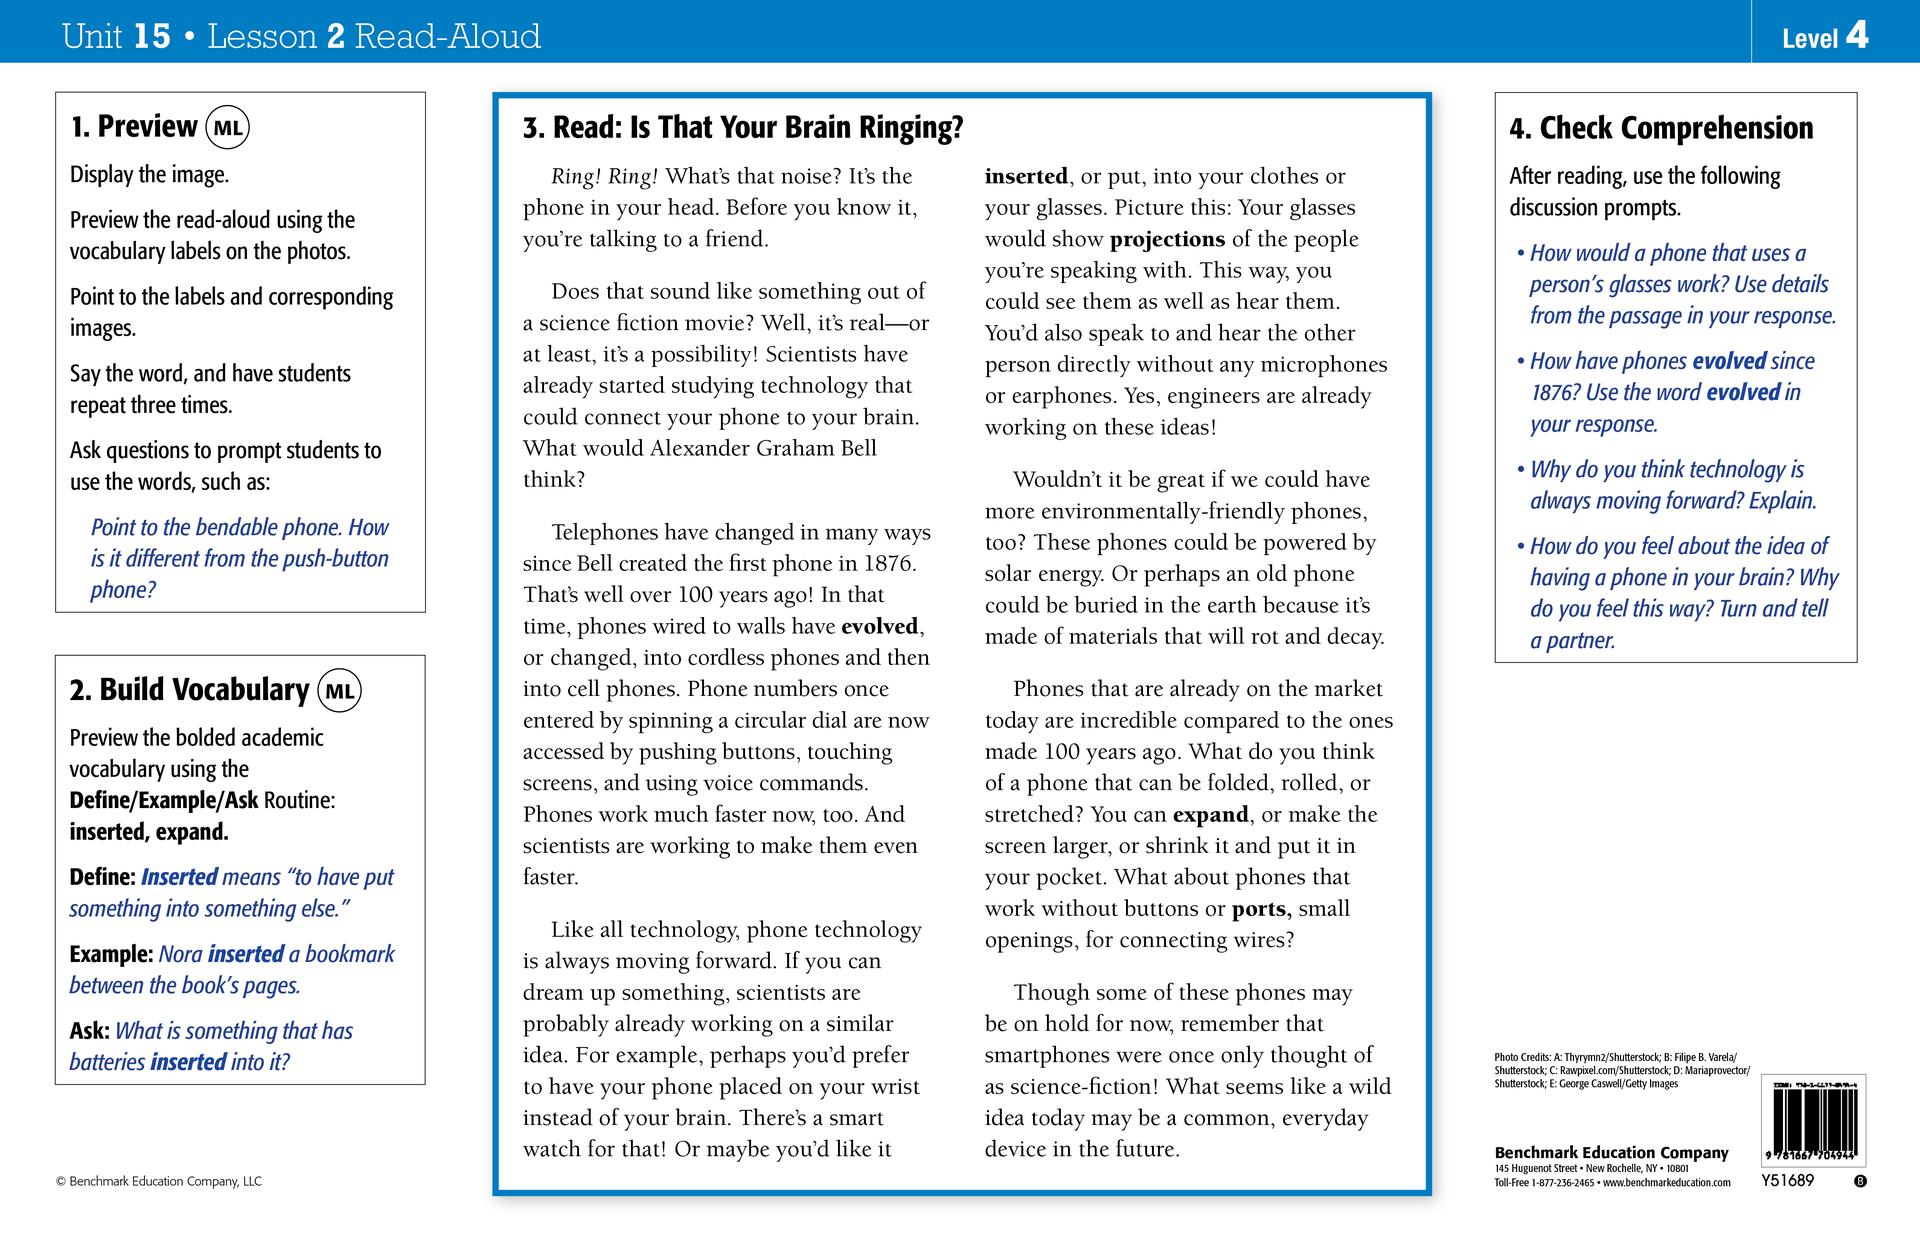 Unit 15 • Lesson 2 Read-Aloud
Level 4
1. Preview ML
Display the image.
Preview the read-aloud using the
vocabulary labels on the photos.
Point to the labels and corresponding
images.
Say the word, and have students
repeat three times.
Ask questions to prompt students to
use the words, such as:
Point to the bendable phone. How
is it different from the push-button
phone?
2. Build Vocabulary ML
Preview the bolded academic
vocabulary using the
Define/Example/Ask Routine:
inserted, expand.
Define: Inserted means “to have put
something into something else.”
Example: Nora inserted a bookmark
between the book’s pages.
Ask: What is something that has
batteries inserted into it?
© Benchmark Education Company, LLC
3. Read: Is That Your Brain Ringing?
Ring! Ring! What’s that noise? It’s the
phone in your head. Before you know it,
you’re talking to a friend.
Does that sound like something out of
a science fiction movie? Well, it’s real—or
at least, it’s a possibility! Scientists have
already started studying technology that
could connect your phone to your brain.
What would Alexander Graham Bell
think?
Telephones have changed in many ways
since Bell created the first phone in 1876.
That’s well over 100 years ago! In that
time, phones wired to walls have evolved,
or changed, into cordless phones and then
into cell phones. Phone numbers once
entered by spinning a circular dial are now
accessed by pushing buttons, touching
screens, and using voice commands.
Phones work much faster now, too. And
scientists are working to make them even
faster.
Like all technology, phone technology
is always moving forward. If you can
dream up something, scientists are
probably already working on a similar
idea. For example, perhaps you’d prefer
to have your phone placed on your wrist
instead of your brain. There’s a smart
watch for that! Or maybe you’d like it
inserted, or put, into your clothes or
your glasses. Picture this: Your glasses
would show projections of the people
you’re speaking with. This way, you
could see them as well as hear them.
You’d also speak to and hear the other
person directly without any microphones
or earphones. Yes, engineers are already
working on these ideas!
Wouldn’t it be great if we could have
more environmentally-friendly phones,
too? These phones could be powered by
solar energy. Or perhaps an old phone
could be buried in the earth because it’s
made of materials that will rot and decay.
Phones that are already on the market
today are incredible compared to the ones
made 100 years ago. What do you think
of a phone that can be folded, rolled, or
stretched? You can expand, or make the
screen larger, or shrink it and put it in
your pocket. What about phones that
work without buttons or ports, small
openings, for connecting wires?
Though some of these phones may
be on hold for now, remember that
smartphones were once only thought of
as science-fiction! What seems like a wild
idea today may be a common, everyday
device in the future.
4. Check Comprehension
After reading, use the following
discussion prompts.
• How would a phone that uses a
person’s glasses work? Use details
from the passage in your response.
• How have phones evolved since
1876? Use the word evolved in
your response.
• Why do you think technology is
always moving forward? Explain.
• How do you feel about the idea of
having a phone in your brain? Why
do you feel this way? Turn and tell
a partner.
Photo Credits: A: Thyrymn2/Shutterstock; B: Filipe B. Varela/
Shutterstock; C: Rawpixel.com/Shutterstock; D: Mariaprovector/
Shutterstock; E: George Caswell/Getty Images
Benchmark Education Company
145 Huguenot Street • New Rochelle, NY • 10801
Toll-Free 1-877-236-2465 • www.benchmarkeducation.com
9 781667 704944
Y51689
B